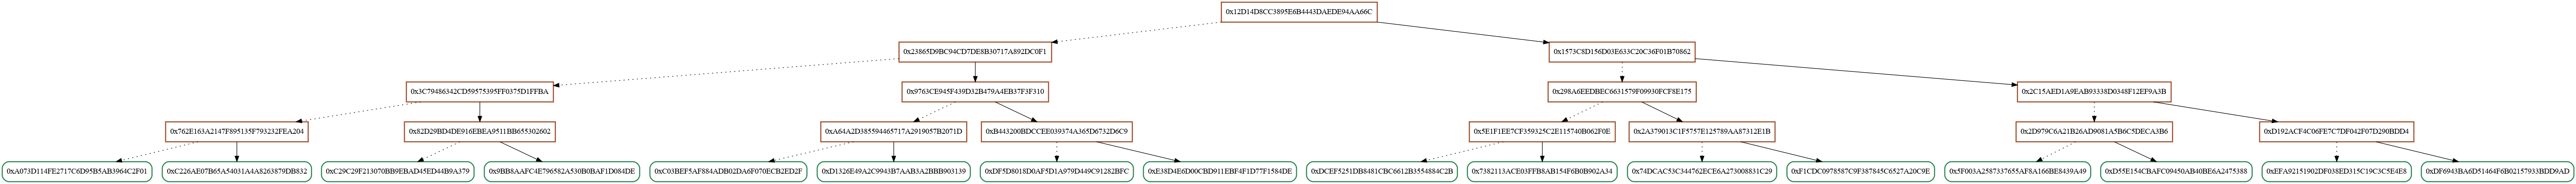 0x12D14D8CC3895E6B4443DAEDE94AA66C
0x23865D9BC94CD7DE8B30717A892DC0F1
0x1573C8D156D03E633C20C36F01B70862
0x3C79486342CD59575395FF0375D1FFBA
0x9763CE945F439D32B479A4EB37F3F310
0x298A6EEDBEC6631579F09930FCF8E175
0x2C15AED1A9EAB93338D0348F12EF9A3B
0x762E163A2147F895135F793232FEA204
0x82D29BD4DE916EBEA9511BB655302602
0xA64A2D385594465717A2919057B2071D
0xB443200BDCCEE039374A365D6732D6C9
0x5E1F1EE7CF359325C2E115740B062F0E
0x2A379013C1F5757E125789AA87312E1B
0x2D979C6A21B26AD9081A5B6C5DECA3B6
0xD192ACF4C06FE7C7DF042F07D290BDD4
0xA073D114FE2717C6D95B5AB3964C2F01
0xC226AE07B65A54031A4A8263879DB832
0xC29C29F213070BB9EBAD45ED44B9A379
0x9BB8AAFC4E796582A530B0BAF1D084DE
0xC03BEF5AF884ADB02DA6F070ECB2ED2F
0xD1326E49A2C9943B7AAB3A2BBB903139
0xDF5D8018D0AF5D1A979D449C91282BFC
0xE38D4E6D00CBD911EBF4F1D77F1584DE
0xDCEF5251DB8481CBC6612B3554884C2B
0x7382113ACE03FFB8AB154F6B0B902A34
0x74DCAC53C344762ECE6A273008831C29
0xF1CDC0978587C9F387845C6527A20C9E
0x5F003A2587337655AF8A166BE8439A49
0xD55E154CBAFC09450AB40BE6A2475388
0xEFA92151902DF038ED315C19C3C5E4E8
0xDF6943BA6D51464F6B02157933BDD9AD